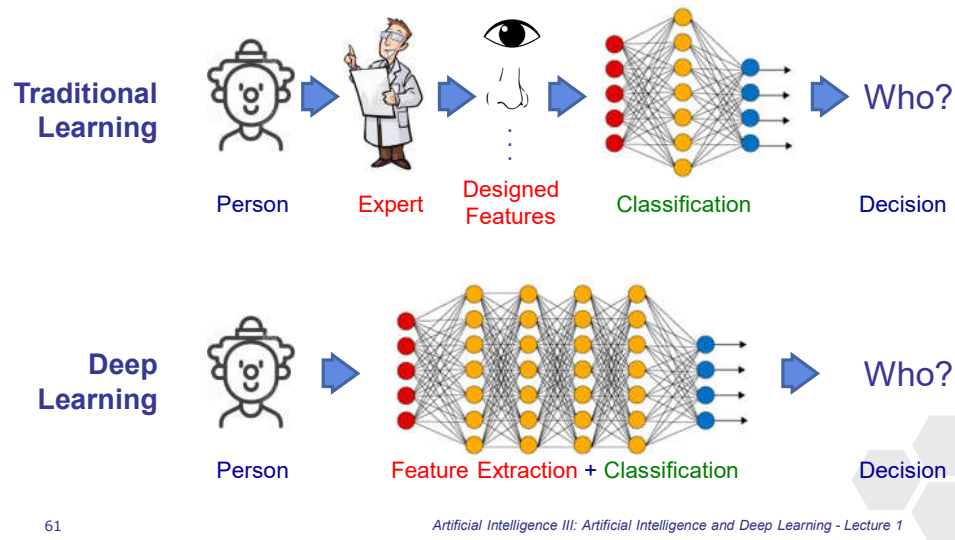 Traditional
Learning
Who?
Person
Expert
Designed
Features
Classification
Decision
Deep
Learning
Who?
Person
Feature Extraction + Classification
Decision
61
Artificial Intelligence III: Artificial Intelligence and Deep Learning - Lecture 1